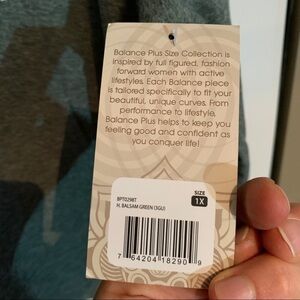 Balance Plus Size Collection is
inspired by full figured, fashion
forward women with active
lifestyles. Each Balance piece
is tailored specifically to fit your
beautiful, unique curves. From
performance to lifestyle,
Balance Plus helps to keep you
feeling good and confident as
you conquer life!
SIZE
1X
BPT0298T
H. BALSAM GREEN (3GU)
7 64204 18290 9